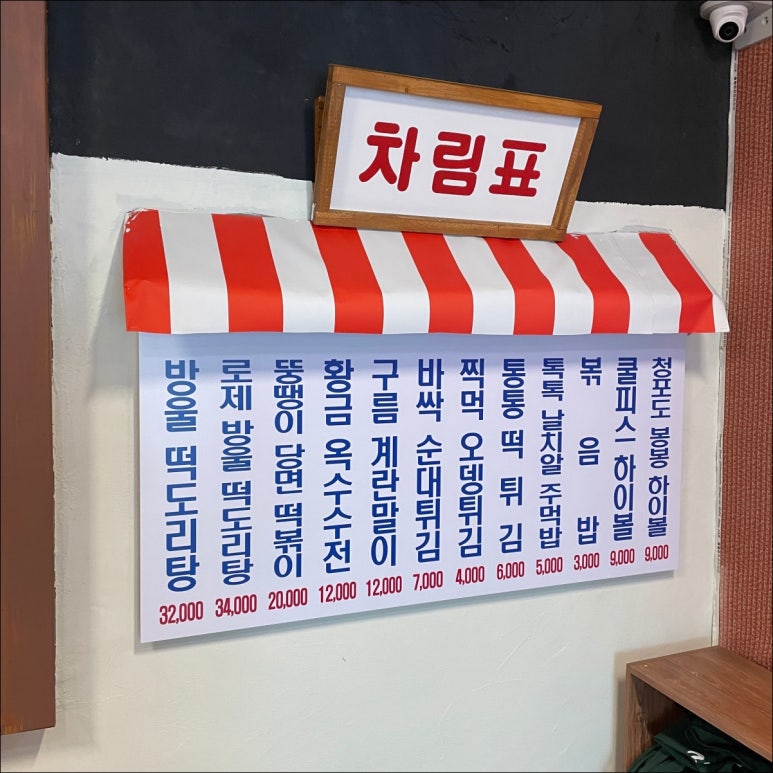 차림표
방울 떡도리탕
32,000
로제 방울 떡도리탕
34,000
뚱땡이 당면 떡볶이
20,000
황금 옥수수전
12,000
구름 계란말이
12,000
바싹 순대튀김
7,000
찍먹 오뎅튀김
4,000
통통 떡 튀김
6,000
톡톡 날치알 주먹밥
5,000
볶음밥
3,000
쿨피스 하이볼
9,000
청포도 봉봉 하이볼
9,000